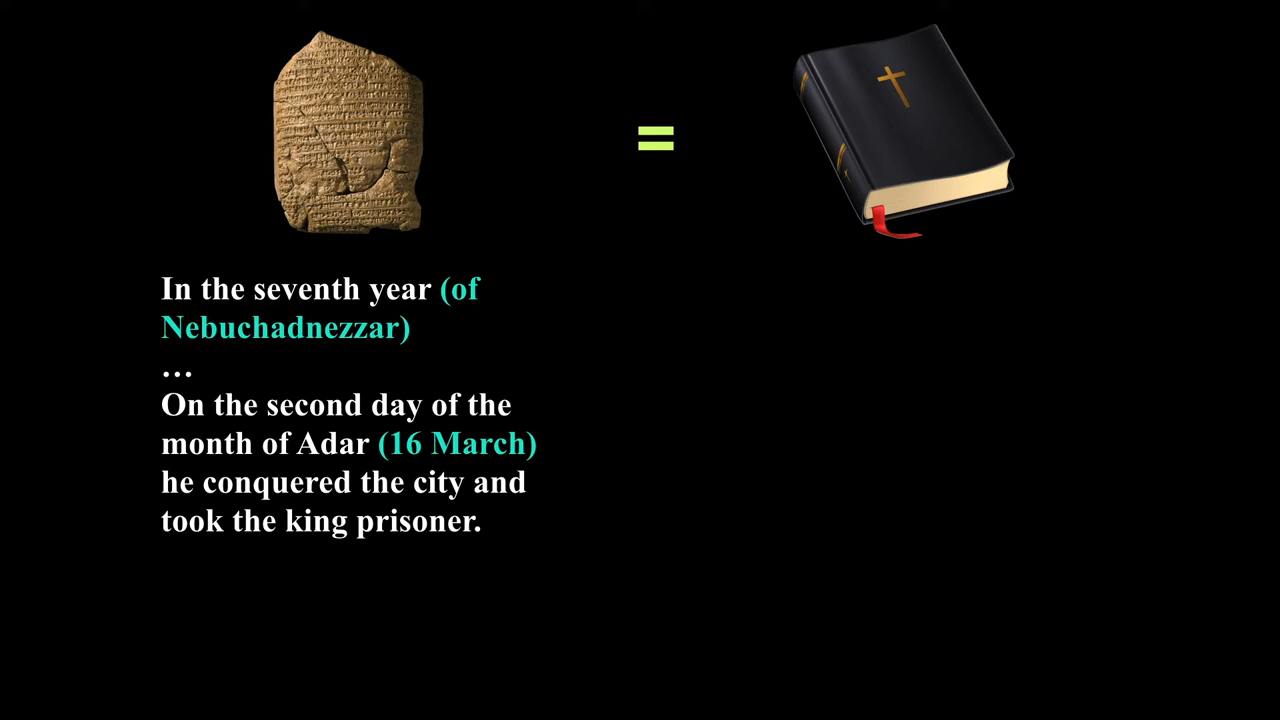 =
In the seventh year (of
Nebuchadnezzar)
…
On the second day of the
month of Adar (16 March)
he conquered the city and
took the king prisoner.